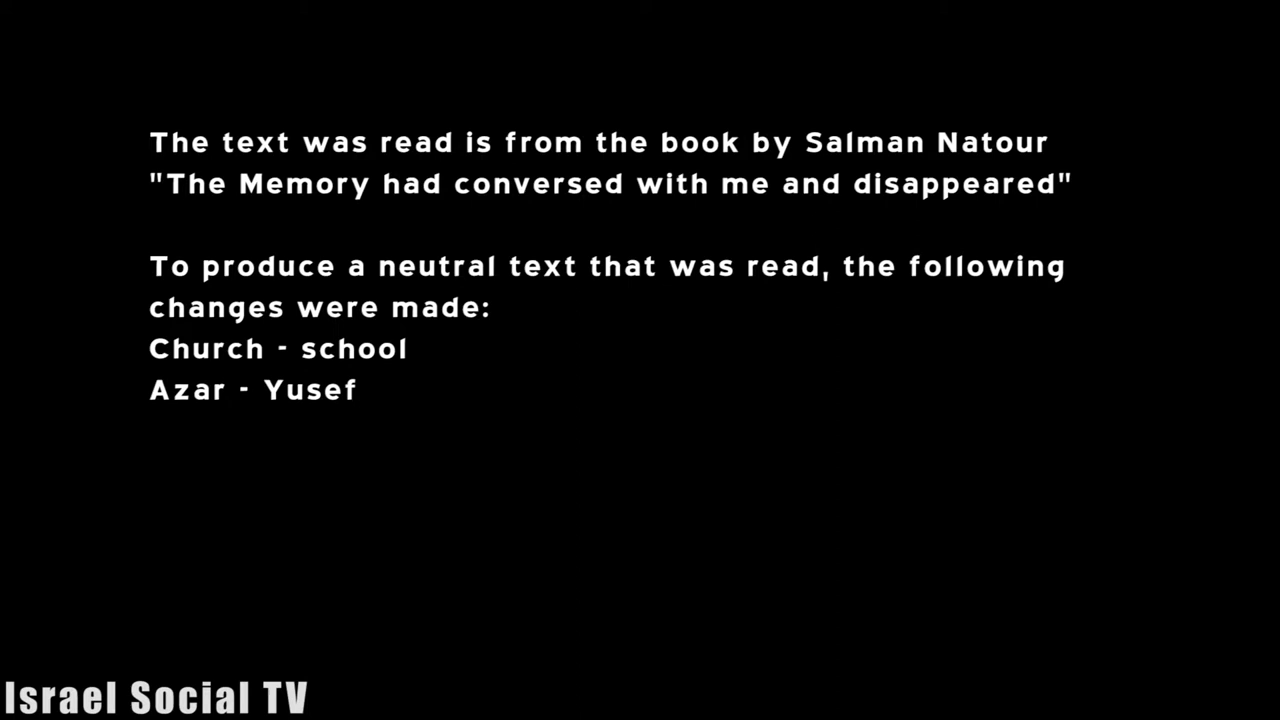 The text was read is from the book by Salman Natour
"The Memory had conversed with me and disappeared"
To produce a neutral text that was read, the following
changes were made:
Church - school
Azar - Yusef
Israel Social TV